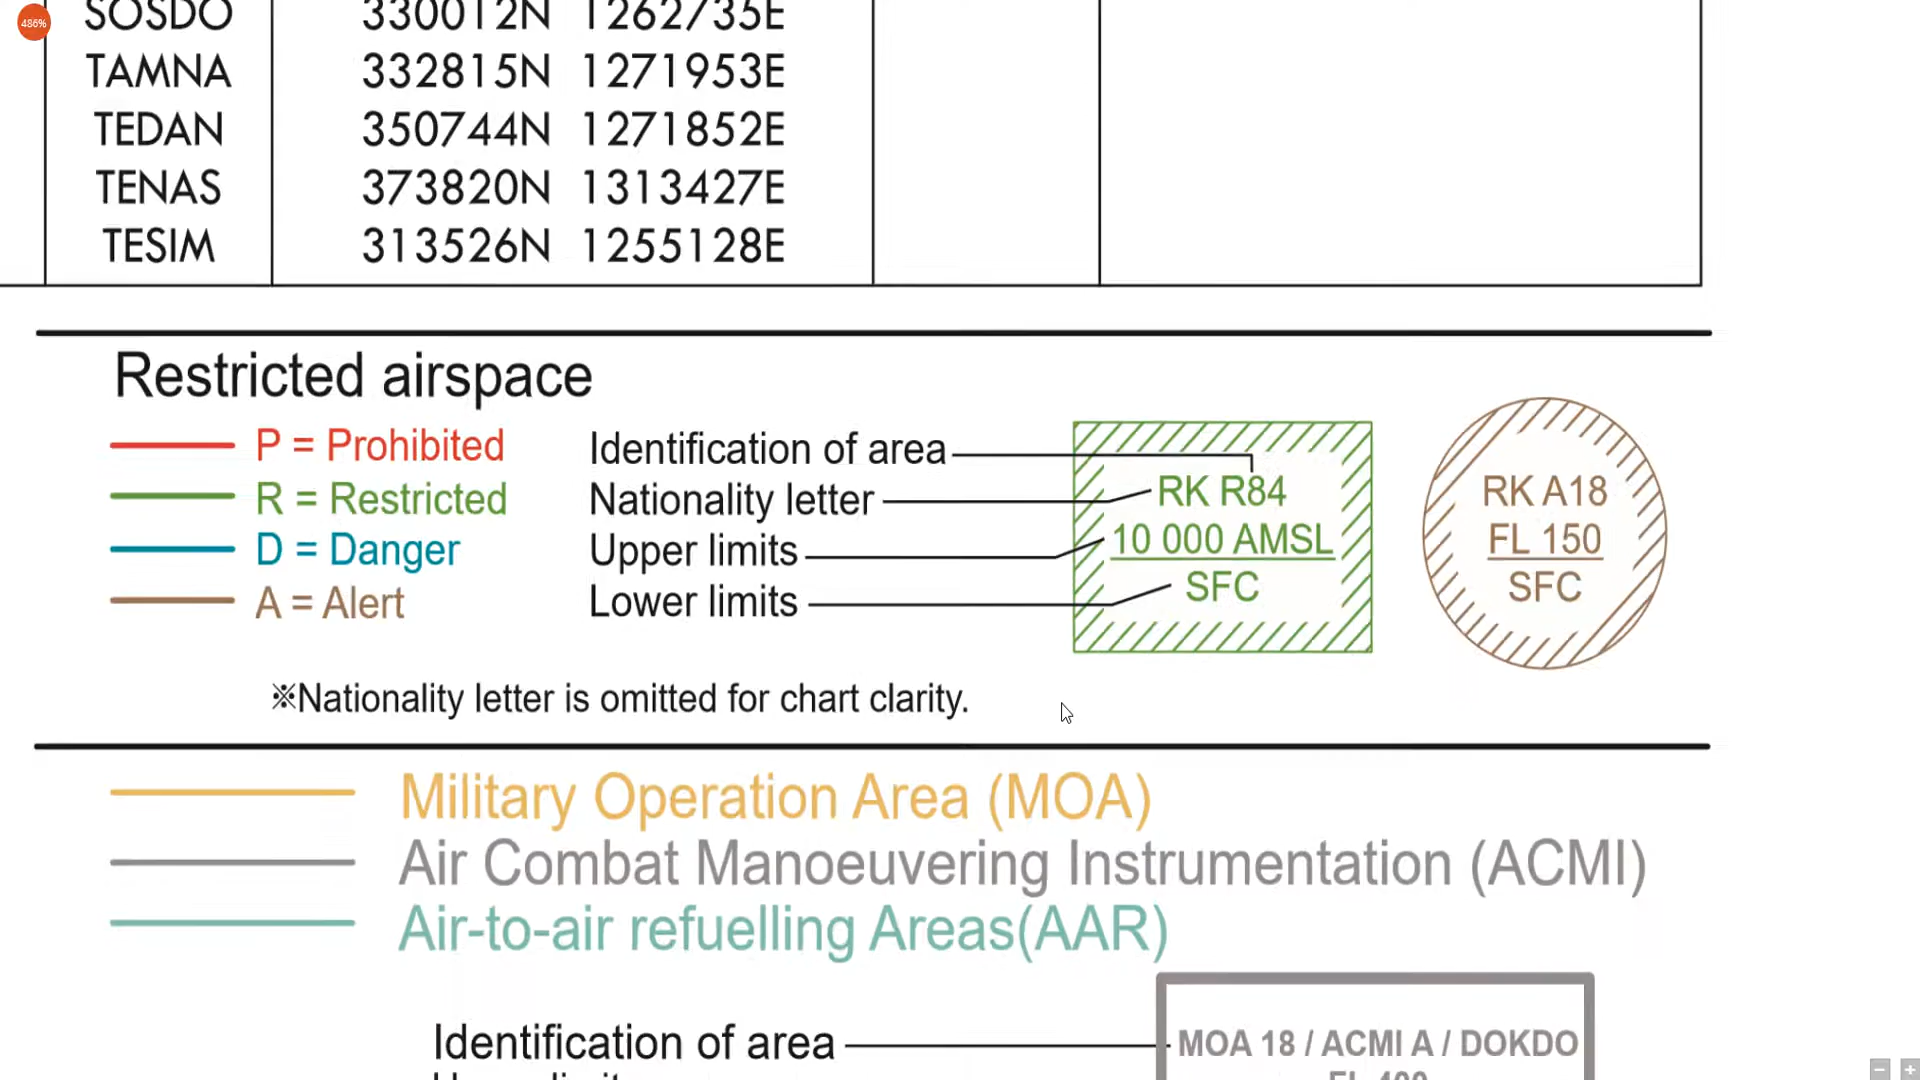 486%
SOSDO 330012N 1262735E
TAMNA 332815N 1271953E
TEDAN 350744N 1271852E
TENAS 373820N 1313427E
TESIM 313526N 1255128E
Restricted airspace
P = Prohibited
R = Restricted
D = Danger
A = Alert
Identification of area
Nationality letter
Upper limits
Lower limits
RK R84
10 000 AMSL
SFC
RK A18
FL 150
SFC
※Nationality letter is omitted for chart clarity.
Military Operation Area (MOA)
Air Combat Manoeuvering Instrumentation (ACMI)
Air-to-air refuelling Areas(AAR)
Identification of area
MOA 18 / ACMI A / DOKDO